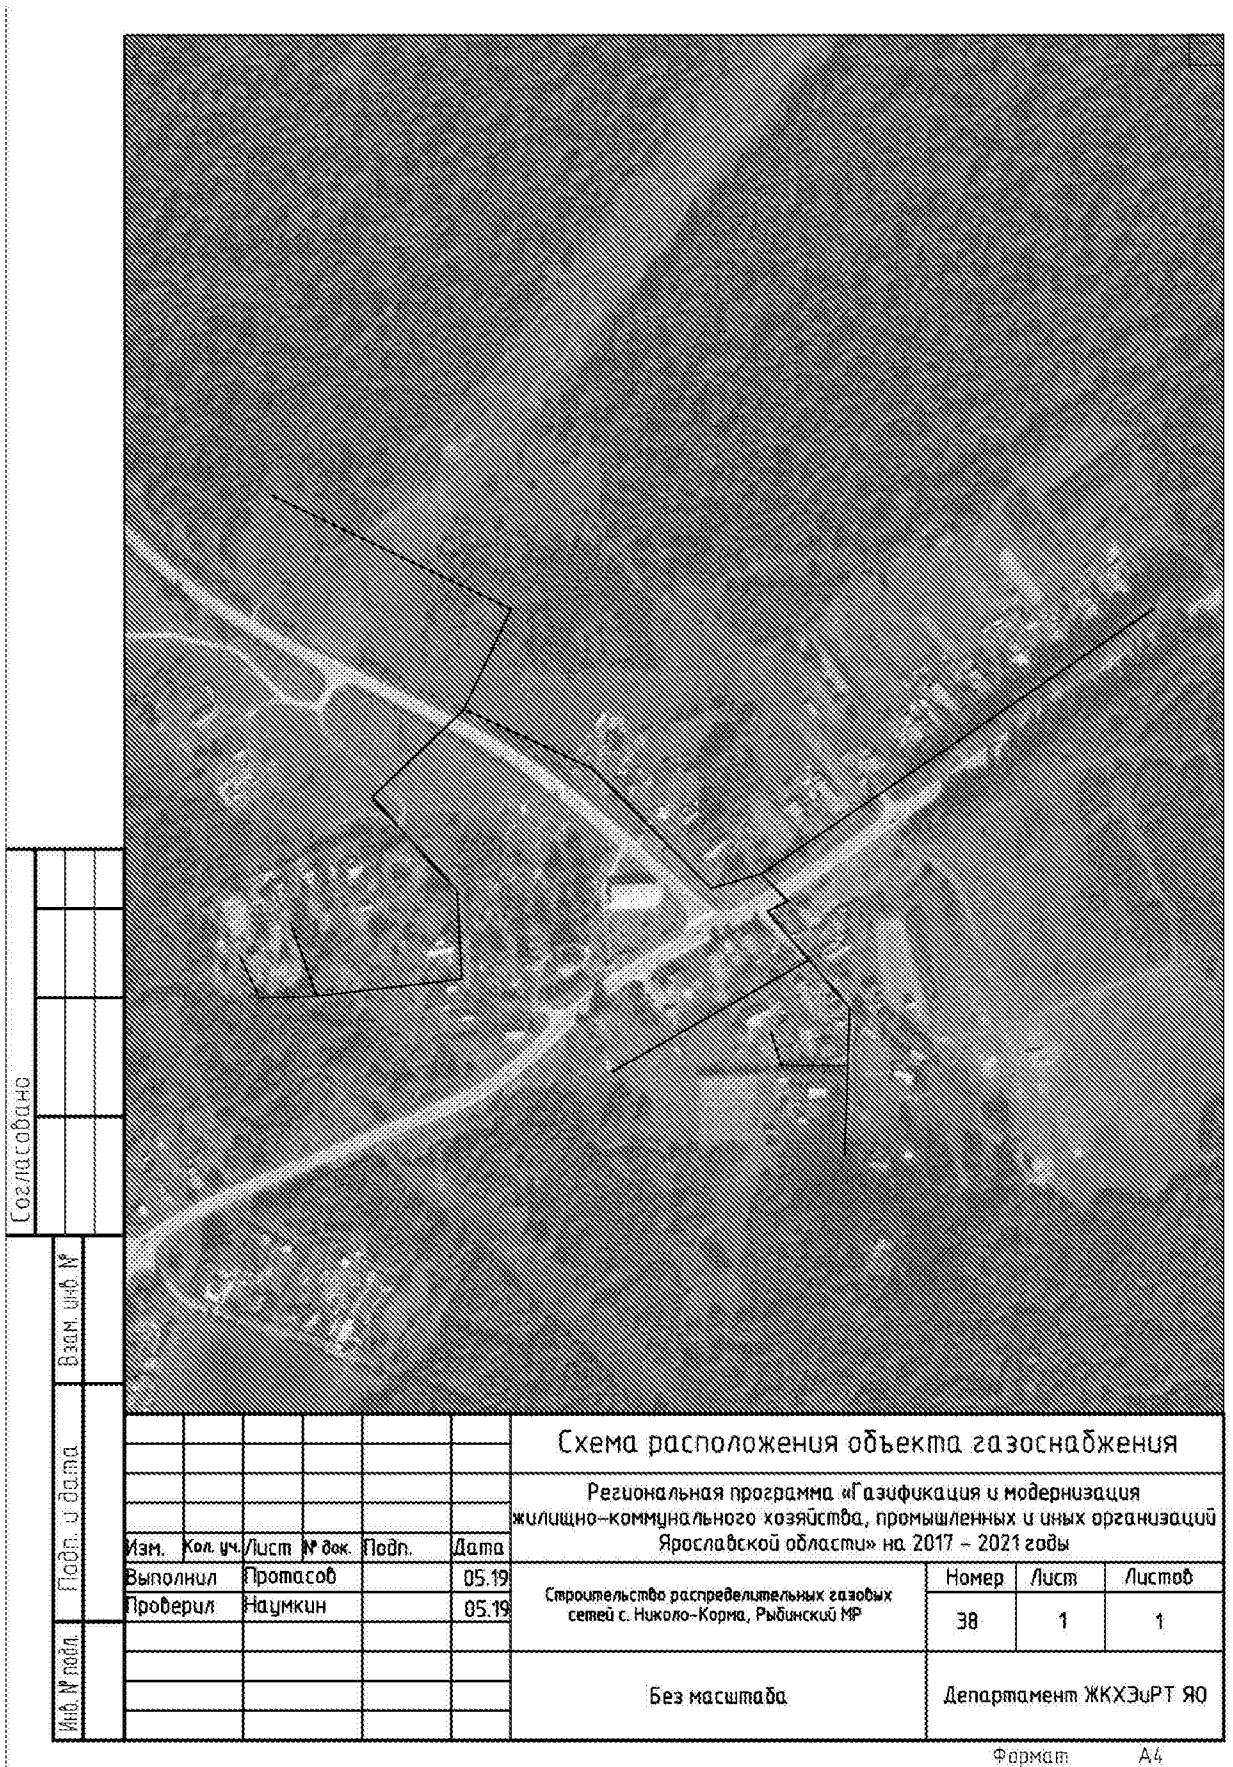 Согласовано
Взам. инв. №
Подп. и дата
Инв. № подл.
Схема расположения объекта газоснабжения
Региональная программа «Газификация и модернизация
жилищно-коммунального хозяйства, промышленных и иных организаций
Ярославской области» на 2017 - 2021 годы
Изм. Кол. уч. Лист № док. Подп. Дата
Выполнил Протасов 05.19
Проверил Наумкин 05.19
Строительство распределительных газовых
сетей с. Николо-Корма, Рыбинский МР
Номер Лист Листов
38 1 1
Без масштаба
Департамент ЖКХЭиРТ ЯО
Формат А4